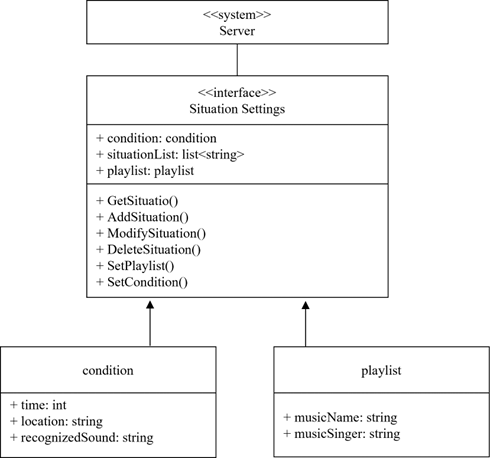 <<system>>
Server
<<interface>>
Situation Settings
+ condition: condition
+ situationList: list<string>
+ playlist: playlist
+ GetSituatio()
+ AddSituation()
+ ModifySituation()
+ DeleteSituation()
+ SetPlaylist()
+ SetCondition()
condition
+ time: int
+ location: string
+ recognizedSound: string
playlist
+ musicName: string
+ musicSinger: string